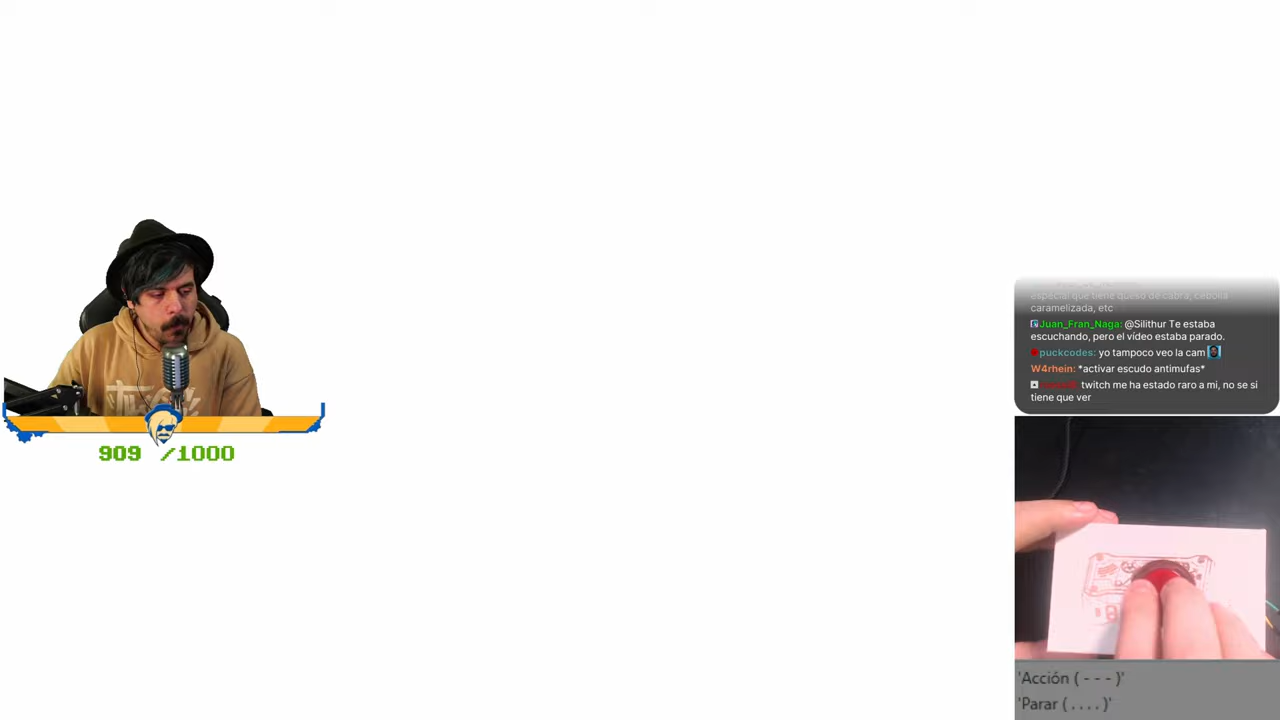 especial que tiene queso de cabra, cebolla
caramelizada, etc
Juan_Fran_Naga: @Silithur Te estaba
escuchando, pero el vídeo estaba parado.
puckcodes: yo tampoco veo la cam
W4rhein: *activar escudo antimufas*
twitch me ha estado raro a mi, no se si
tiene que ver
909 /1000
'Acción ( - - - )'
'Parar ( . . . . )'